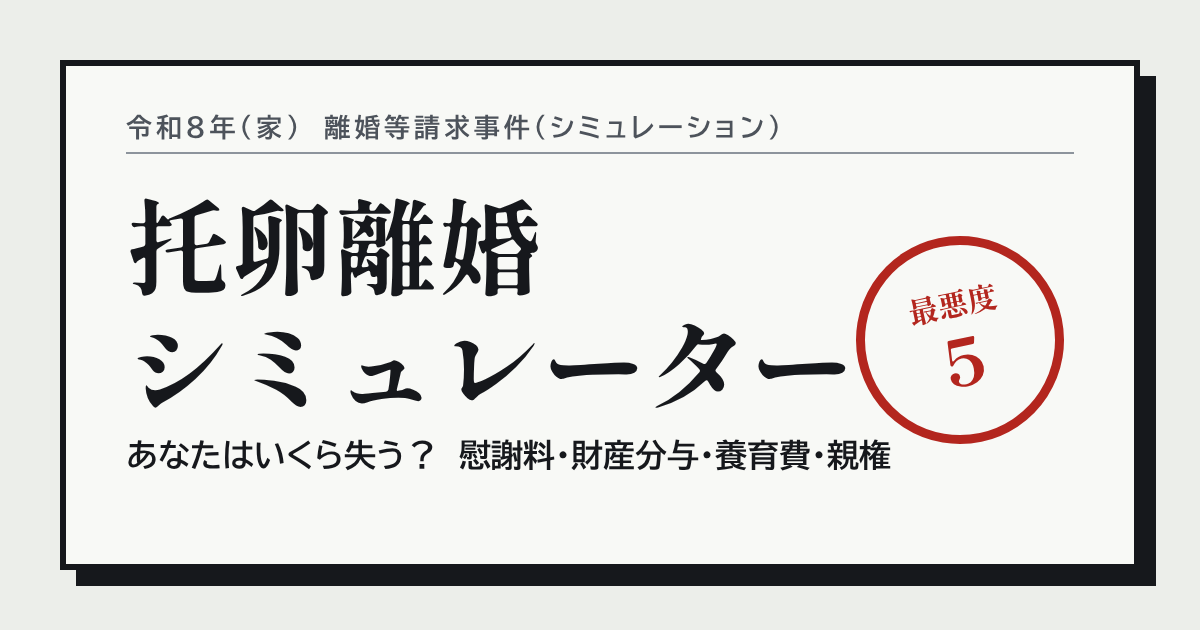 令和8年(家) 離婚等請求事件(シミュレーション)
托卵離婚
シミュレーター
最悪度
5
あなたはいくら失う? 慰謝料・財産分与・養育費・親権